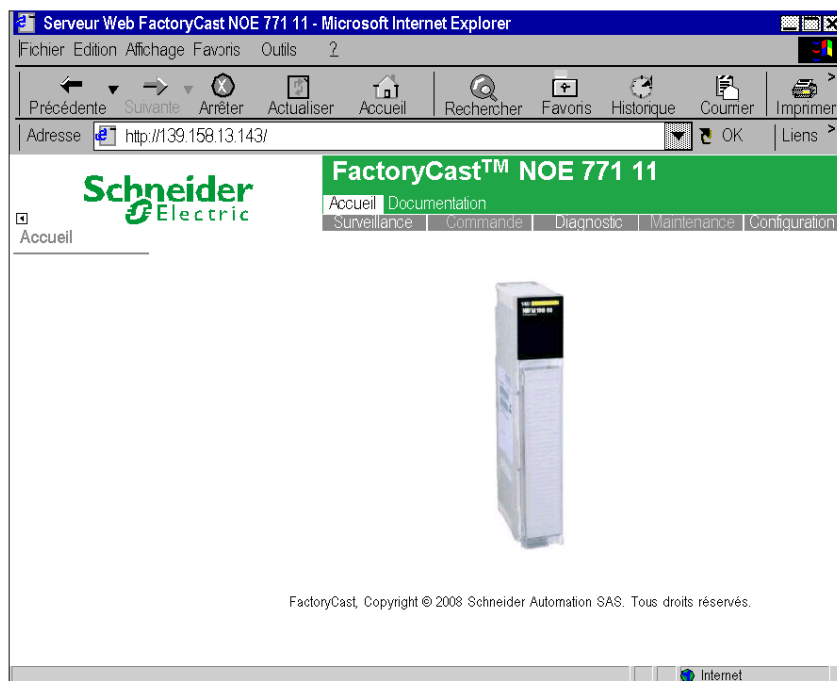 Serveur Web FactoryCast NOE 771 11 - Microsoft Internet Explorer
Fichier Edition Affichage Favoris Outils ?
Précédente Suivante Arrêter Actualiser Accueil Rechercher Favoris Historique Courrier Imprimer >
Adresse http://139.158.13.143/ OK Liens >
Schneider
Electric
FactoryCast™ NOE 771 11
Accueil Documentation
Surveillance Commande Diagnostic Maintenance Configuration
Accueil
140
FactoryCast, Copyright © 2008 Schneider Automation SAS. Tous droits réservés.
Internet